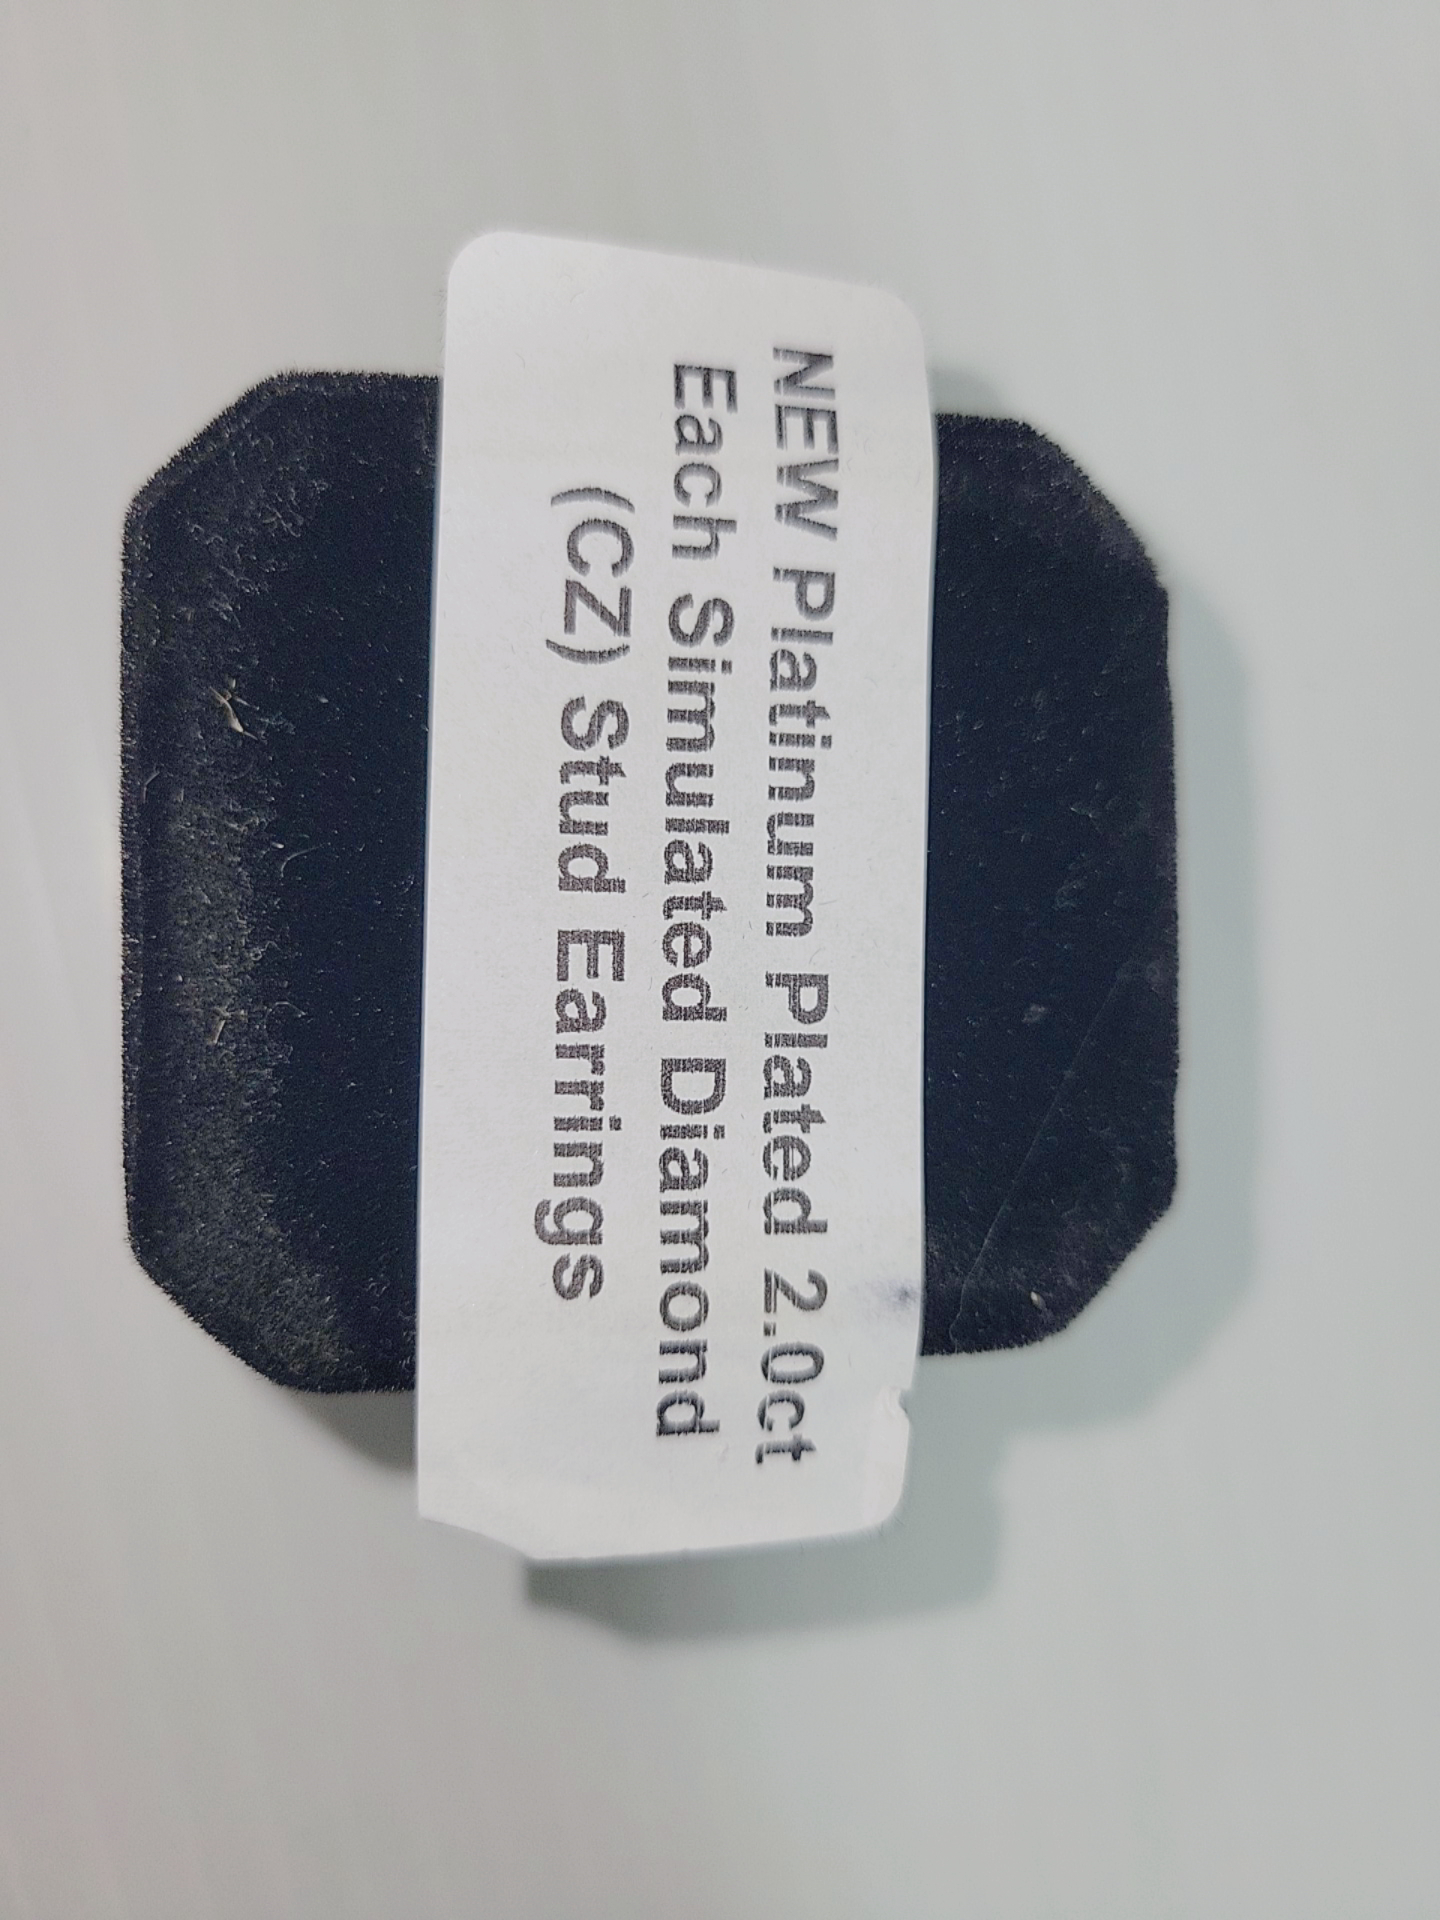 NEW Platinum Plated 2.0ct
Each Simulated Diamond
(CZ) Stud Earrings